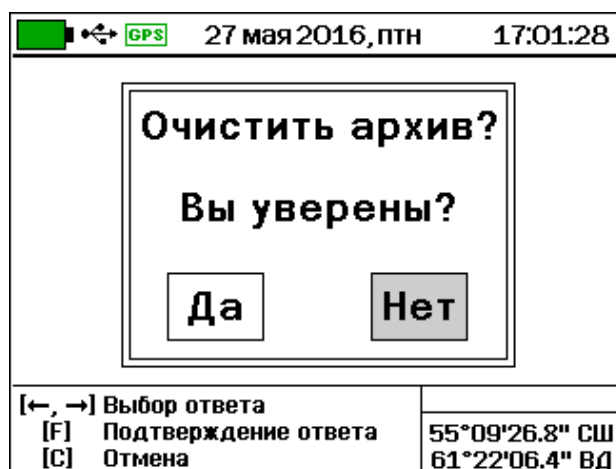 GPS 27 мая 2016, птн 17:01:28
Очистить архив?
Вы уверены?
Да Нет
[←, →] Выбор ответа
[F] Подтверждение ответа 55°09'26.8" СШ
[C] Отмена 61°22'06.4" ВД